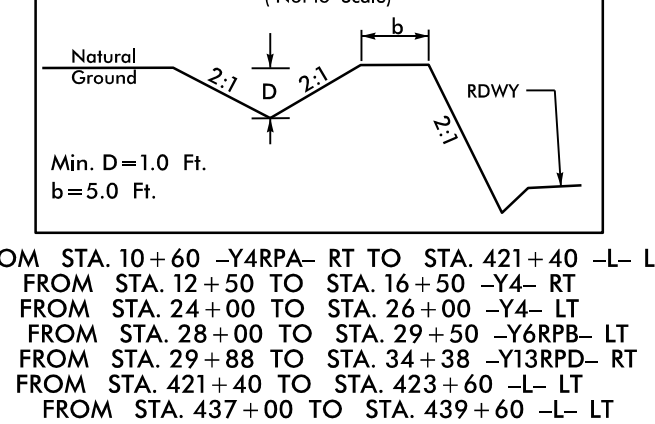 ( Not to Scale)
b
Natural
Ground
2:1
D
2:1
2:1
RDWY
Min. D=1.0 Ft.
b=5.0 Ft.
STA. 10+60 -Y4RPA- RT TO STA. 421+40 -L-
FROM STA. 12+50 TO STA. 16+50 -Y4- RT
FROM STA. 24+00 TO STA. 26+00 -Y4- LT
FROM STA. 28+00 TO STA. 29+50 -Y6RPB- LT
FROM STA. 29+88 TO STA. 34+38 -Y13RPD- RT
FROM STA. 421+40 TO STA. 423+60 -L- LT
FROM STA. 437+00 TO STA. 439+60 -L- LT